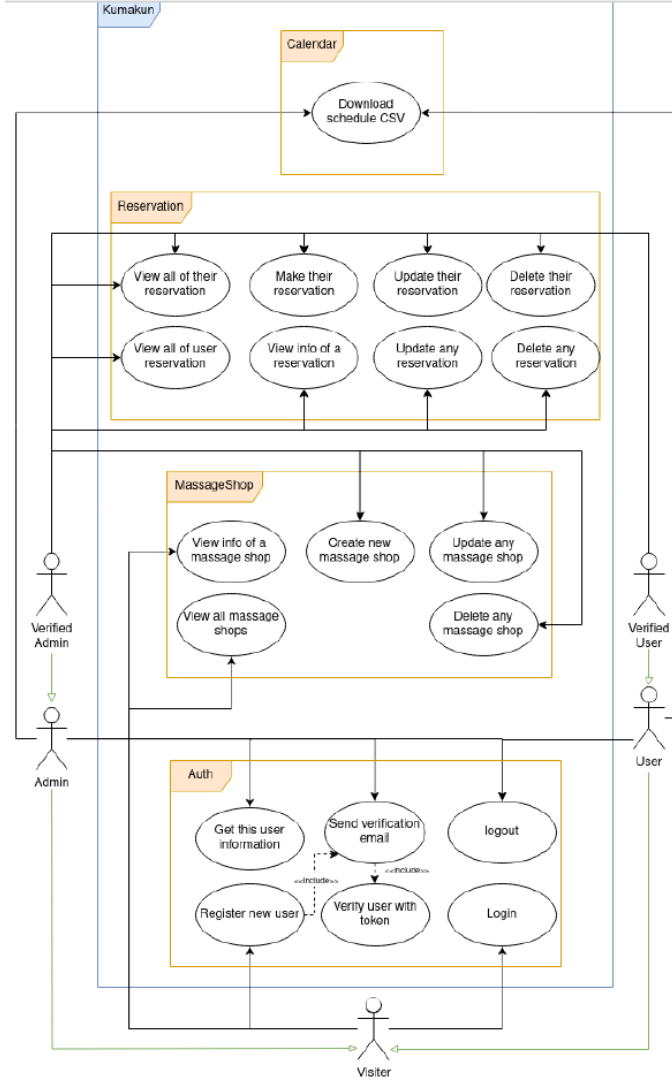 Kumakun
Calendar
Download
schedule CSV
Reservation
View all of their
reservation
Make their
reservation
Update their
reservation
Delete their
reservation
View all of user
reservation
View info of a
reservation
Update any
reservation
Delete any
reservation
MassageShop
View info of a
massage shop
Create new
massage shop
Update any
massage shop
View all massage
shops
Delete any
massage shop
Verified
Admin
Verified
User
Admin
User
Auth
Get this user
information
Send verification
email
logout
<<include>>
<<include>>
Register new user
Verify user with
token
Login
Visiter